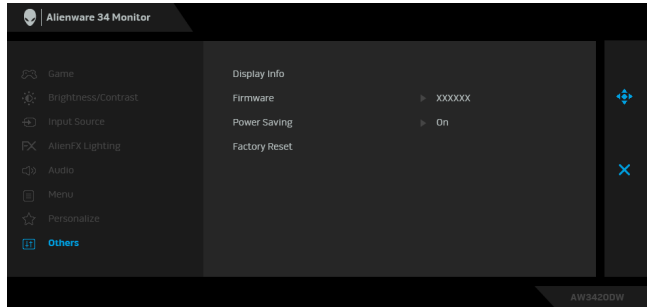 Alienware 34 Monitor
Game
Brightness/Contrast
Input Source
AlienFX Lighting
Audio
Menu
Personalize
Others
Display Info
Firmware XXXXXX
Power Saving On
Factory Reset
AW3420DW